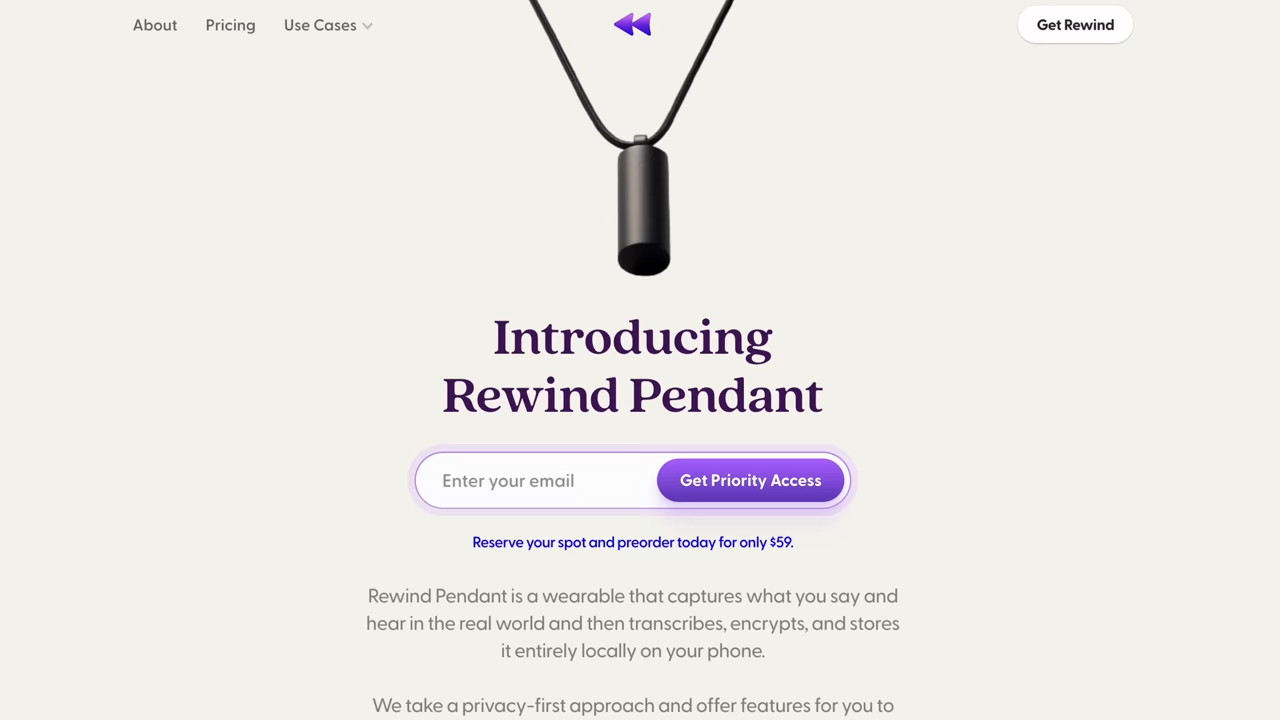 About
Pricing
Use Cases
Get Rewind
Introducing
Rewind Pendant
Enter your email
Get Priority Access
Reserve your spot and preorder today for only $59.
Rewind Pendant is a wearable that captures what you say and
hear in the real world and then transcribes, encrypts, and stores
it entirely locally on your phone.
We take a privacy-first approach and offer features for you to